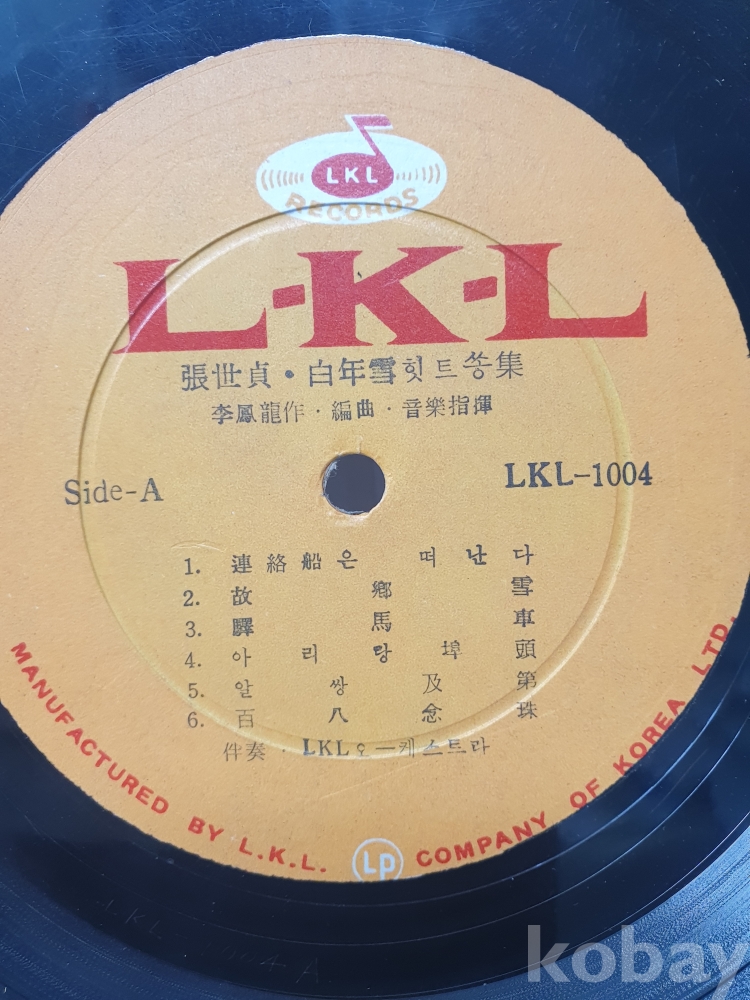 LKL
RECORDS
L-K-L
張世貞・白年雪힛트쏭集
李鳳龍作・編曲・音樂指揮
Side-A
LKL-1004
1. 連絡船은 떠난다
2. 故鄕雪
3. 驛馬車
4. 아리랑埠頭
5. 알쌍及第
6. 百八念珠
伴奏・LKL오ー케스트라
MANUFACTURED BY L.K.L. Lp COMPANY OF KOREA LTD.
kobay